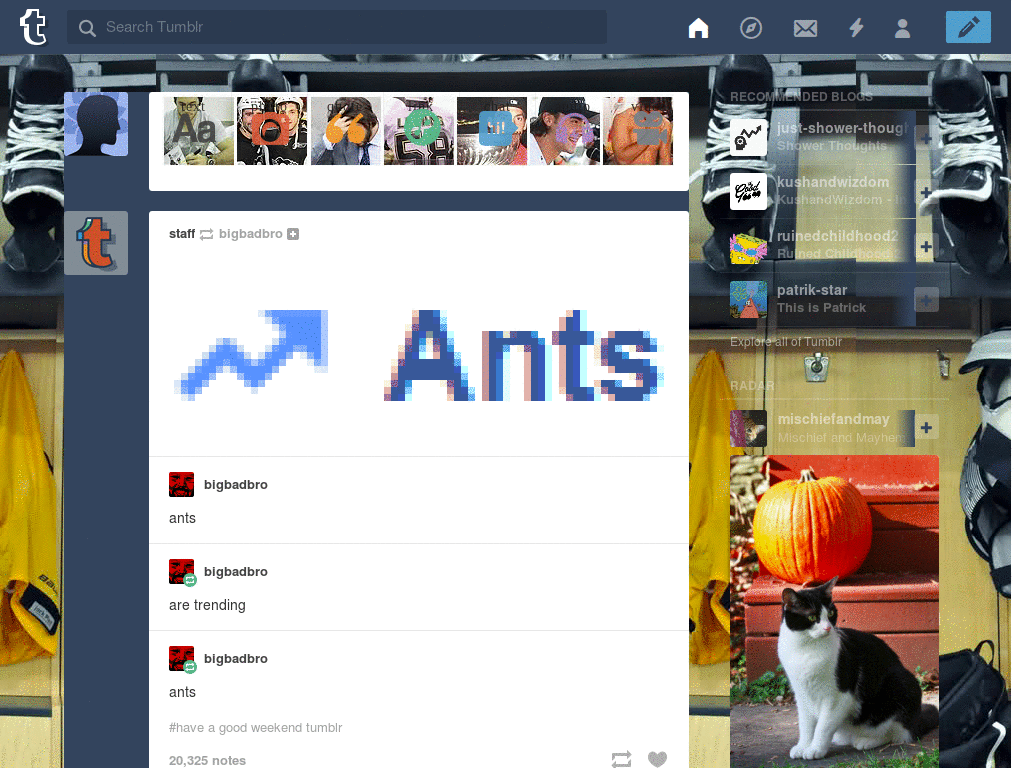 t
Search Tumblr
text
Aa
hi!
staff bigbadbro
Ants
bigbadbro
ants
bigbadbro
are trending
bigbadbro
ants
#have a good weekend tumblr
20,325 notes
RECOMMENDED BLOGS
just-shower-though
Shower Thoughts
kushandwizdom
KushandWizdom - In
ruinedchildhood2
Ruined Childhood
patrik-star
This is Patrick
Explore all of Tumblr
RADAR
mischiefandmay
Mischief and Mayhem